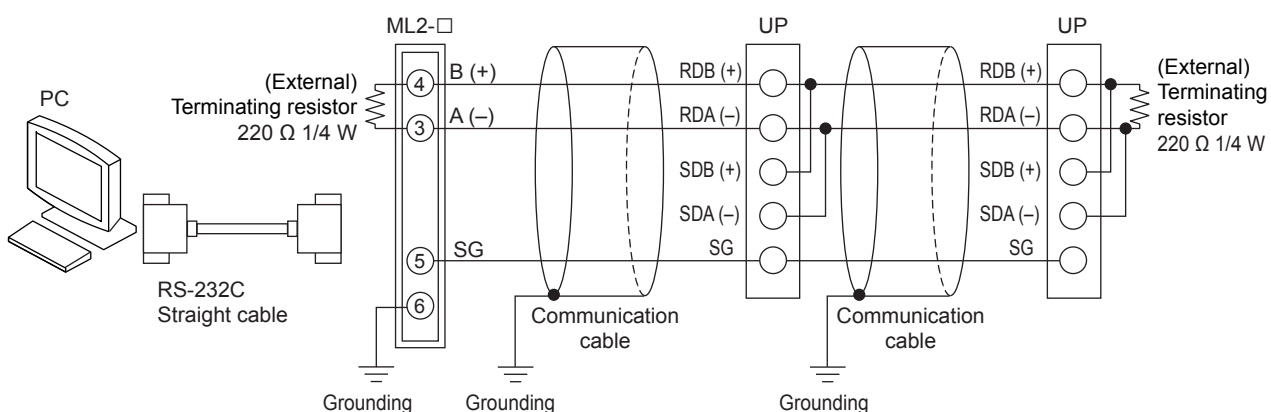 ML2-□
UP
UP
PC
(External)
Terminating resistor
220 Ω 1/4 W
4
B (+)
3
A (–)
RDB (+)
RDA (–)
SDB (+)
SDA (–)
SG
RDB (+)
RDA (–)
SDB (+)
SDA (–)
SG
(External)
Terminating
resistor
220 Ω 1/4 W
5
SG
6
RS-232C
Straight cable
Communication
cable
Communication
cable
Grounding
Grounding
Grounding